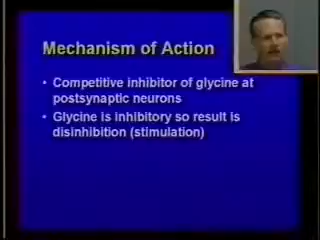 Mechanism of Action
• Competitive inhibitor of glycine at
postsynaptic neurons
• Glycine is inhibitory so result is
disinhibition (stimulation)